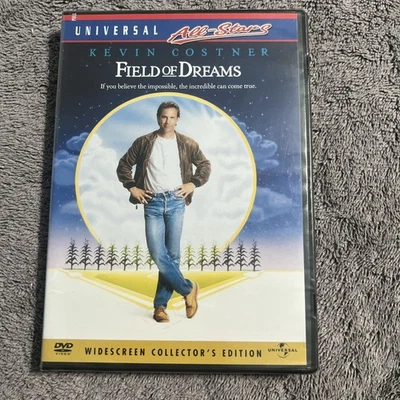 UNIVERSAL All-Stars
KEVIN COSTNER
FIELD OF DREAMS
If you believe the impossible, the incredible can come true.
DVD
VIDEO
WIDESCREEN COLLECTOR'S EDITION
UNIVERSAL